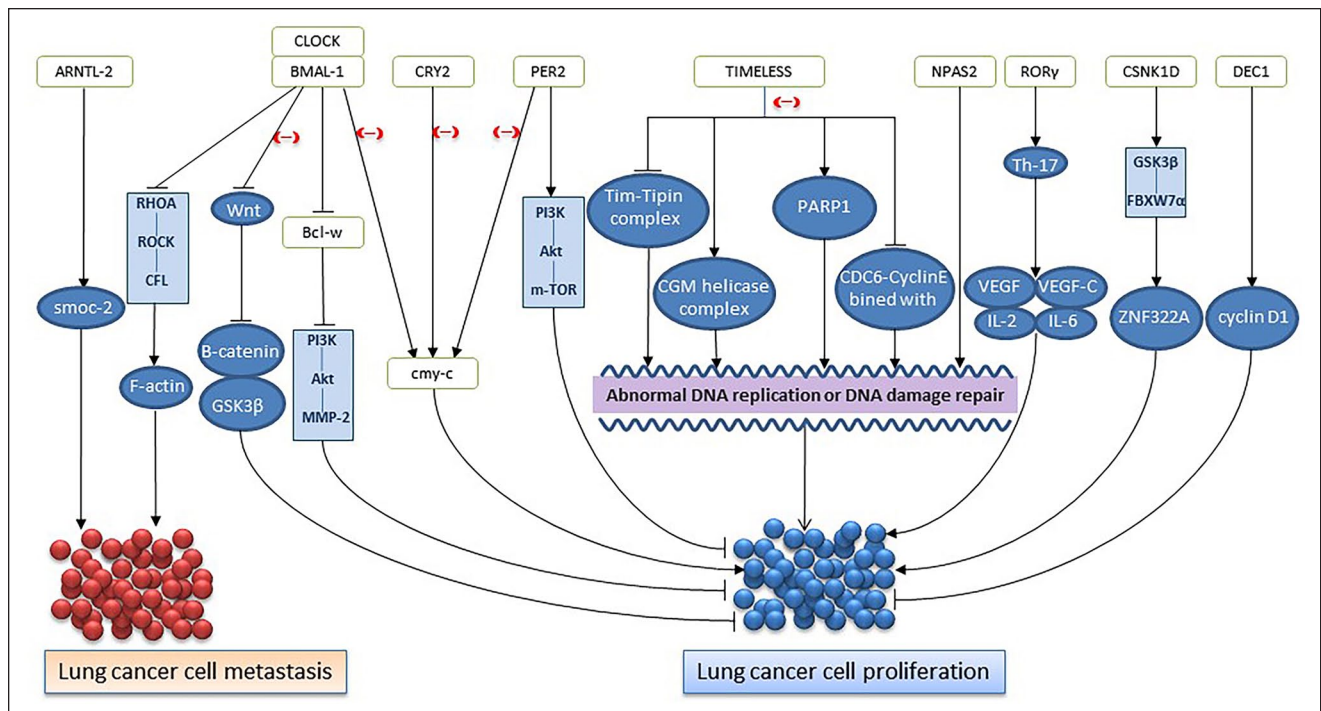 CLOCK
ARNTL-2
BMAL-1
CRY2
PER2
TIMELESS
NPAS2
RORγ
CSNK1D
DEC1
(−)
(−)
(−)
(−)
(−)
RHOA
ROCK
CFL
Wnt
Bcl-w
PI3K
Akt
m-TOR
Tim-Tipin
complex
PARP1
Th-17
GSK3β
FBXW7α
smoc-2
CGM helicase
complex
CDC6-CyclinE
bined with
VEGF
VEGF-C
IL-2
IL-6
ZNF322A
cyclin D1
F-actin
B-catenin
GSK3β
PI3K
Akt
MMP-2
cmy-c
Abnormal DNA replication or DNA damage repair
Lung cancer cell metastasis
Lung cancer cell proliferation